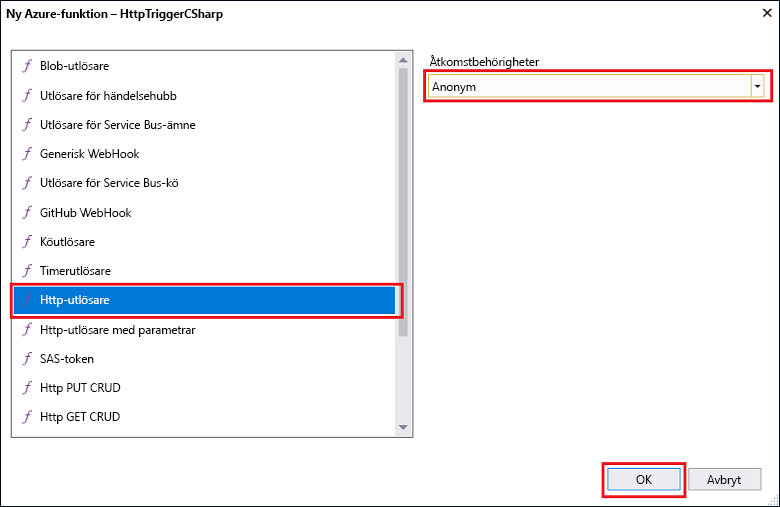 Ny Azure-funktion – HttpTriggerCSharp
Blob-utlösare
Utlösare för händelsehubb
Utlösare för Service Bus-ämne
Generisk WebHook
Utlösare för Service Bus-kö
GitHub WebHook
Köutlösare
Timerutlösare
Http-utlösare
Http-utlösare med parametrar
SAS-token
Http PUT CRUD
Http GET CRUD
Åtkomstbehörigheter
Anonym
OK
Avbryt